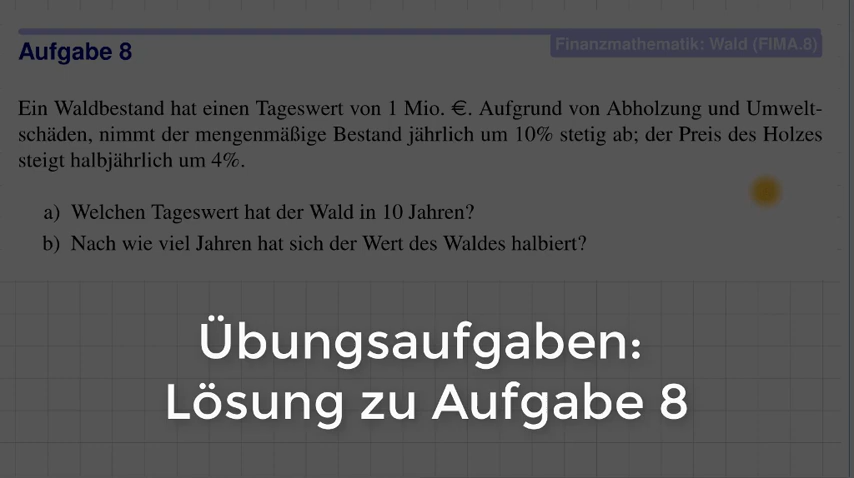 Aufgabe 8
Finanzmathematik: Wald (FIMA.8)
Ein Waldbestand hat einen Tageswert von 1 Mio. €. Aufgrund von Abholzung und Umwelt-
schäden, nimmt der mengenmäßige Bestand jährlich um 10% stetig ab; der Preis des Holzes
steigt halbjährlich um 4%.
a) Welchen Tageswert hat der Wald in 10 Jahren?
b) Nach wie viel Jahren hat sich der Wert des Waldes halbiert?
Übungsaufgaben:
Lösung zu Aufgabe 8